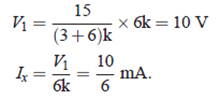 V₁ = 15/(3+6)k × 6k = 10 V
Iₓ = V₁/6k = 10/6 mA.